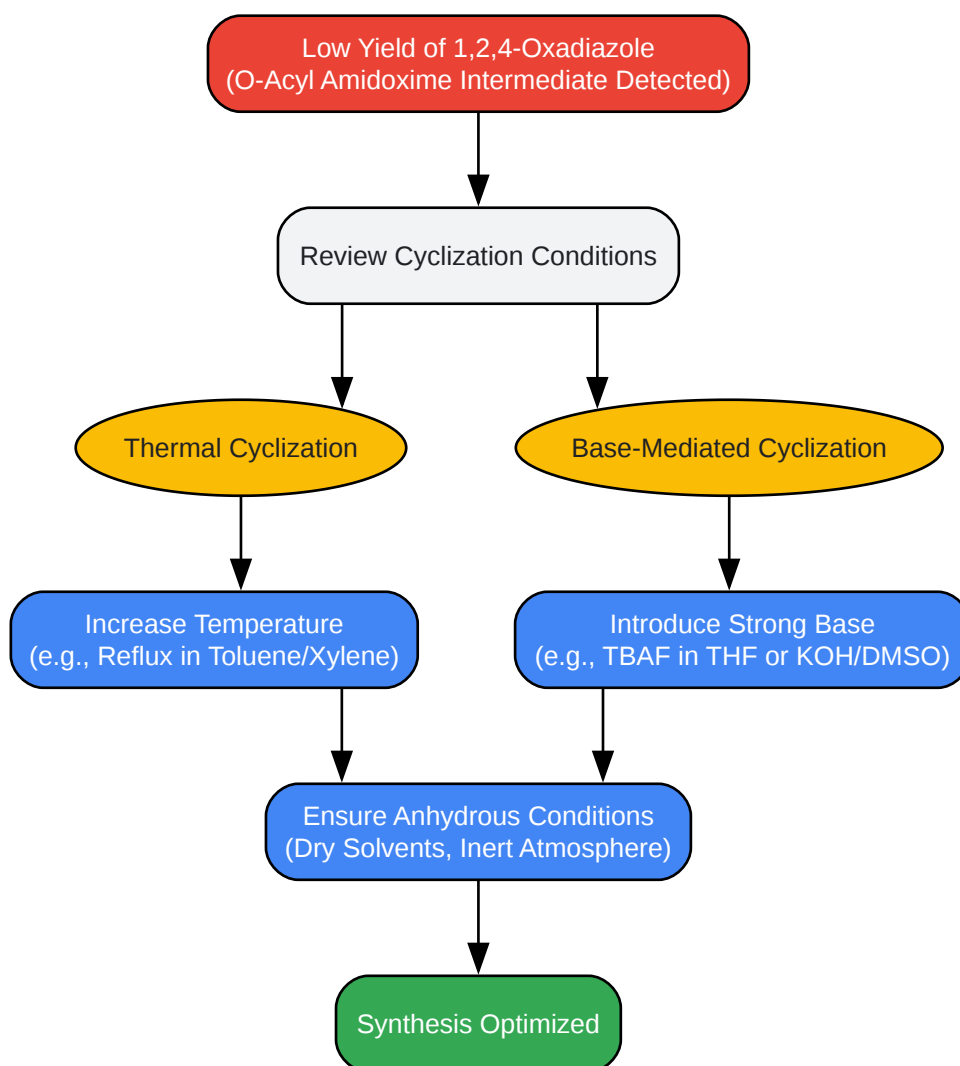 Low Yield of 1,2,4-Oxadiazole
(O-Acyl Amidoxime Intermediate Detected)
Review Cyclization Conditions
Thermal Cyclization
Base-Mediated Cyclization
Increase Temperature
(e.g., Reflux in Toluene/Xylene)
Introduce Strong Base
(e.g., TBAF in THF or KOH/DMSO)
Ensure Anhydrous Conditions
(Dry Solvents, Inert Atmosphere)
Synthesis Optimized